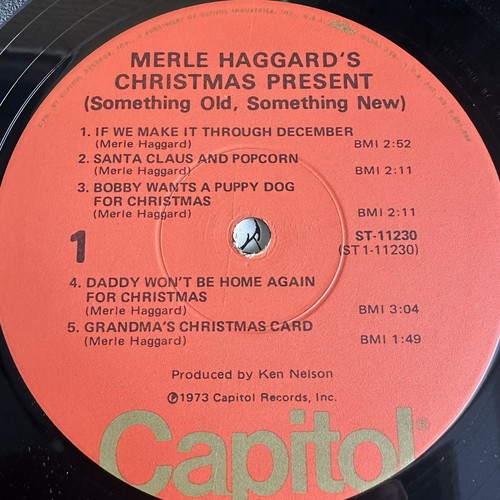 MERLE HAGGARD'S
CHRISTMAS PRESENT
(Something Old, Something New)
1. IF WE MAKE IT THROUGH DECEMBER
(Merle Haggard) BMI 2:52
2. SANTA CLAUS AND POPCORN
(Merle Haggard) BMI 2:11
3. BOBBY WANTS A PUPPY DOG
FOR CHRISTMAS
(Merle Haggard) BMI 2:11
1 ST-11230
(ST1-11230)
4. DADDY WON'T BE HOME AGAIN
FOR CHRISTMAS
(Merle Haggard) BMI 3:04
5. GRANDMA'S CHRISTMAS CARD
(Merle Haggard) BMI 1:49
Produced by Ken Nelson
℗1973 Capitol Records, Inc.
Capitol®